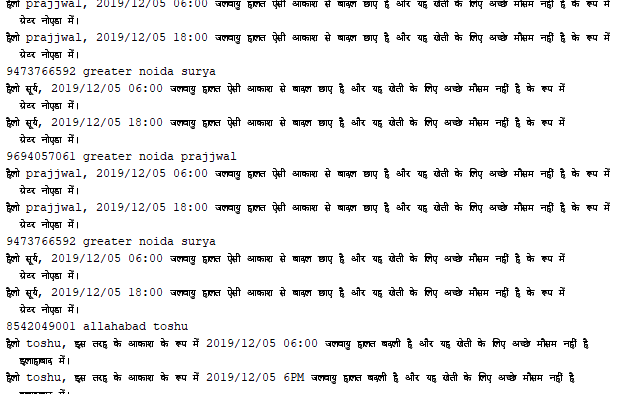 हैलो prajjwal, 2019/12/05 06:00 जलवायु हालत ऐसी आकाश से बादल छाए है और यह खेती के लिए अच्छे मौसम नहीं है के रूप में
हैलो prajjwal, 2019/12/05 18:00 जलवायु हालत ऐसी आकाश से बादल छाए है और यह खेती के लिए अच्छे मौसम नहीं है के रूप में
ग्रेटर नोएडा में।
9473766592 greater noida surya
हैलो सूर्य, 2019/12/05 06:00 जलवायु हालत ऐसी आकाश से बादल छाए है और यह खेती के लिए अच्छे मौसम नहीं है के रूप में
ग्रेटर नोएडा में।
हैलो सूर्य, 2019/12/05 18:00 जलवायु हालत ऐसी आकाश से बादल छाए है और यह खेती के लिए अच्छे मौसम नहीं है के रूप में
ग्रेटर नोएडा में।
9694057061 greater noida prajjwal
हैलो prajjwal, 2019/12/05 06:00 जलवायु हालत ऐसी आकाश से बादल छाए है और यह खेती के लिए अच्छे मौसम नहीं है के रूप में
ग्रेटर नोएडा में।
हैलो prajjwal, 2019/12/05 18:00 जलवायु हालत ऐसी आकाश से बादल छाए है और यह खेती के लिए अच्छे मौसम नहीं है के रूप में
ग्रेटर नोएडा में।
9473766592 greater noida surya
हैलो सूर्य, 2019/12/05 06:00 जलवायु हालत ऐसी आकाश से बादल छाए है और यह खेती के लिए अच्छे मौसम नहीं है के रूप में
ग्रेटर नोएडा में।
हैलो सूर्य, 2019/12/05 18:00 जलवायु हालत ऐसी आकाश से बादल छाए है और यह खेती के लिए अच्छे मौसम नहीं है के रूप में
ग्रेटर नोएडा में।
8542049001 allahabad toshu
हैलो toshu, इस तरह के आकाश के रूप में 2019/12/05 06:00 जलवायु हालत बदली है और यह खेती के लिए अच्छे मौसम नहीं है
इलाहाबाद में।
हैलो toshu, इस तरह के आकाश के रूप में 2019/12/05 6PM जलवायु हालत बदली है और यह खेती के लिए अच्छे मौसम नहीं है